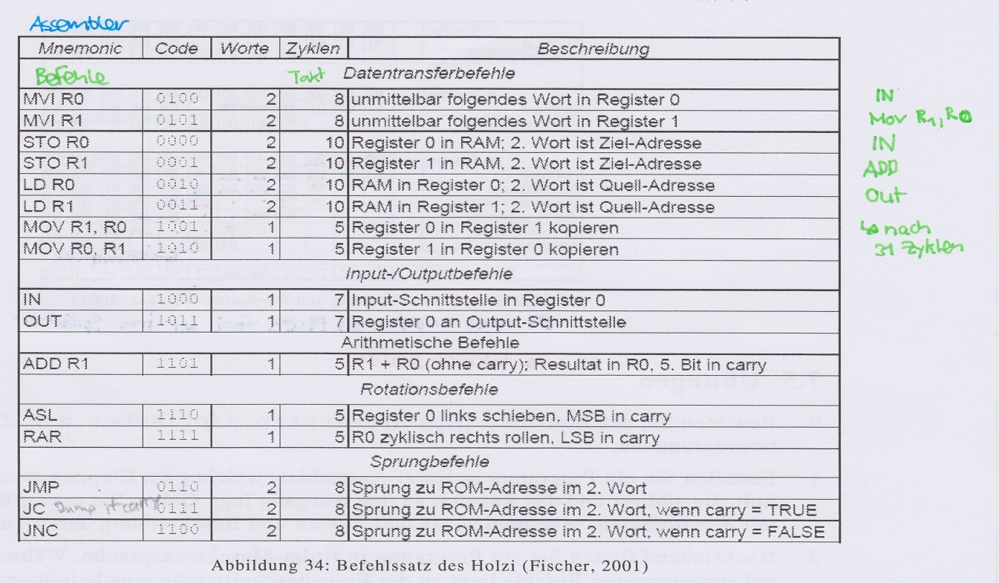 Assembler
Mnemonic Code Worte Zyklen Beschreibung
Befehle Takt Datentransferbefehle
MVI R0 0100 2 8 unmittelbar folgendes Wort in Register 0
MVI R1 0101 2 8 unmittelbar folgendes Wort in Register 1
STO R0 0000 2 10 Register 0 in RAM; 2. Wort ist Ziel-Adresse
STO R1 0001 2 10 Register 1 in RAM, 2. Wort ist Ziel-Adresse
LD R0 0010 2 10 RAM in Register 0; 2. Wort ist Quell-Adresse
LD R1 0011 2 10 RAM in Register 1; 2. Wort ist Quell-Adresse
MOV R1, R0 1001 1 5 Register 0 in Register 1 kopieren
MOV R0, R1 1010 1 5 Register 1 in Register 0 kopieren
Input-/Outputbefehle
IN 1000 1 7 Input-Schnittstelle in Register 0
OUT 1011 1 7 Register 0 an Output-Schnittstelle
Arithmetische Befehle
ADD R1 1101 1 5 R1 + R0 (ohne carry); Resultat in R0, 5. Bit in carry
Rotationsbefehle
ASL 1110 1 5 Register 0 links schieben, MSB in carry
RAR 1111 1 5 R0 zyklisch rechts rollen, LSB in carry
Sprungbefehle
JMP 0110 2 8 Sprung zu ROM-Adresse im 2. Wort
JC Jump if carry 0111 2 8 Sprung zu ROM-Adresse im 2. Wort, wenn carry = TRUE
JNC 1100 2 8 Sprung zu ROM-Adresse im 2. Wort, wenn carry = FALSE
Abbildung 34: Befehlssatz des Holzi (Fischer, 2001)
IN
Mov R1, R0
IN
ADD
Out
↳ nach
31 Zyklen